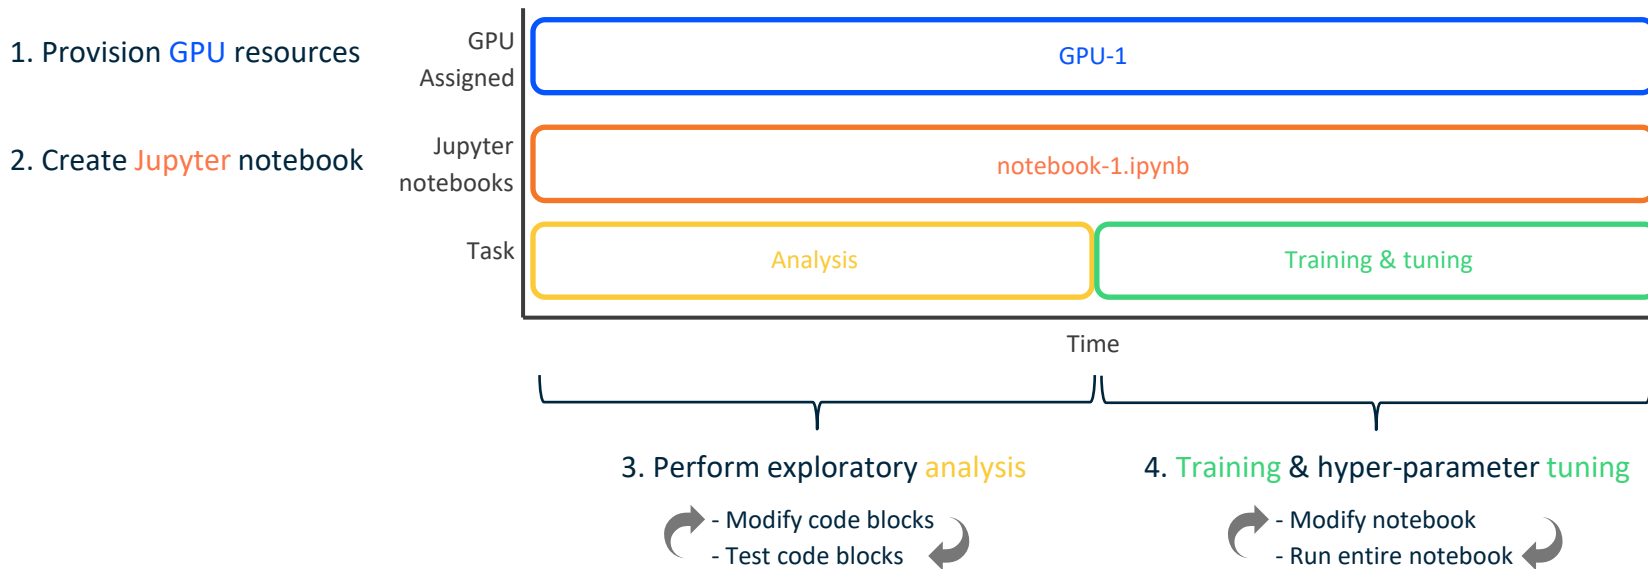 1. Provision GPU resources
GPU
Assigned
GPU-1
2. Create Jupyter notebook
Jupyter
notebooks
notebook-1.ipynb
Task
Analysis
Training & tuning
Time
3. Perform exploratory analysis
- Modify code blocks
- Test code blocks
4. Training & hyper-parameter tuning
- Modify notebook
- Run entire notebook